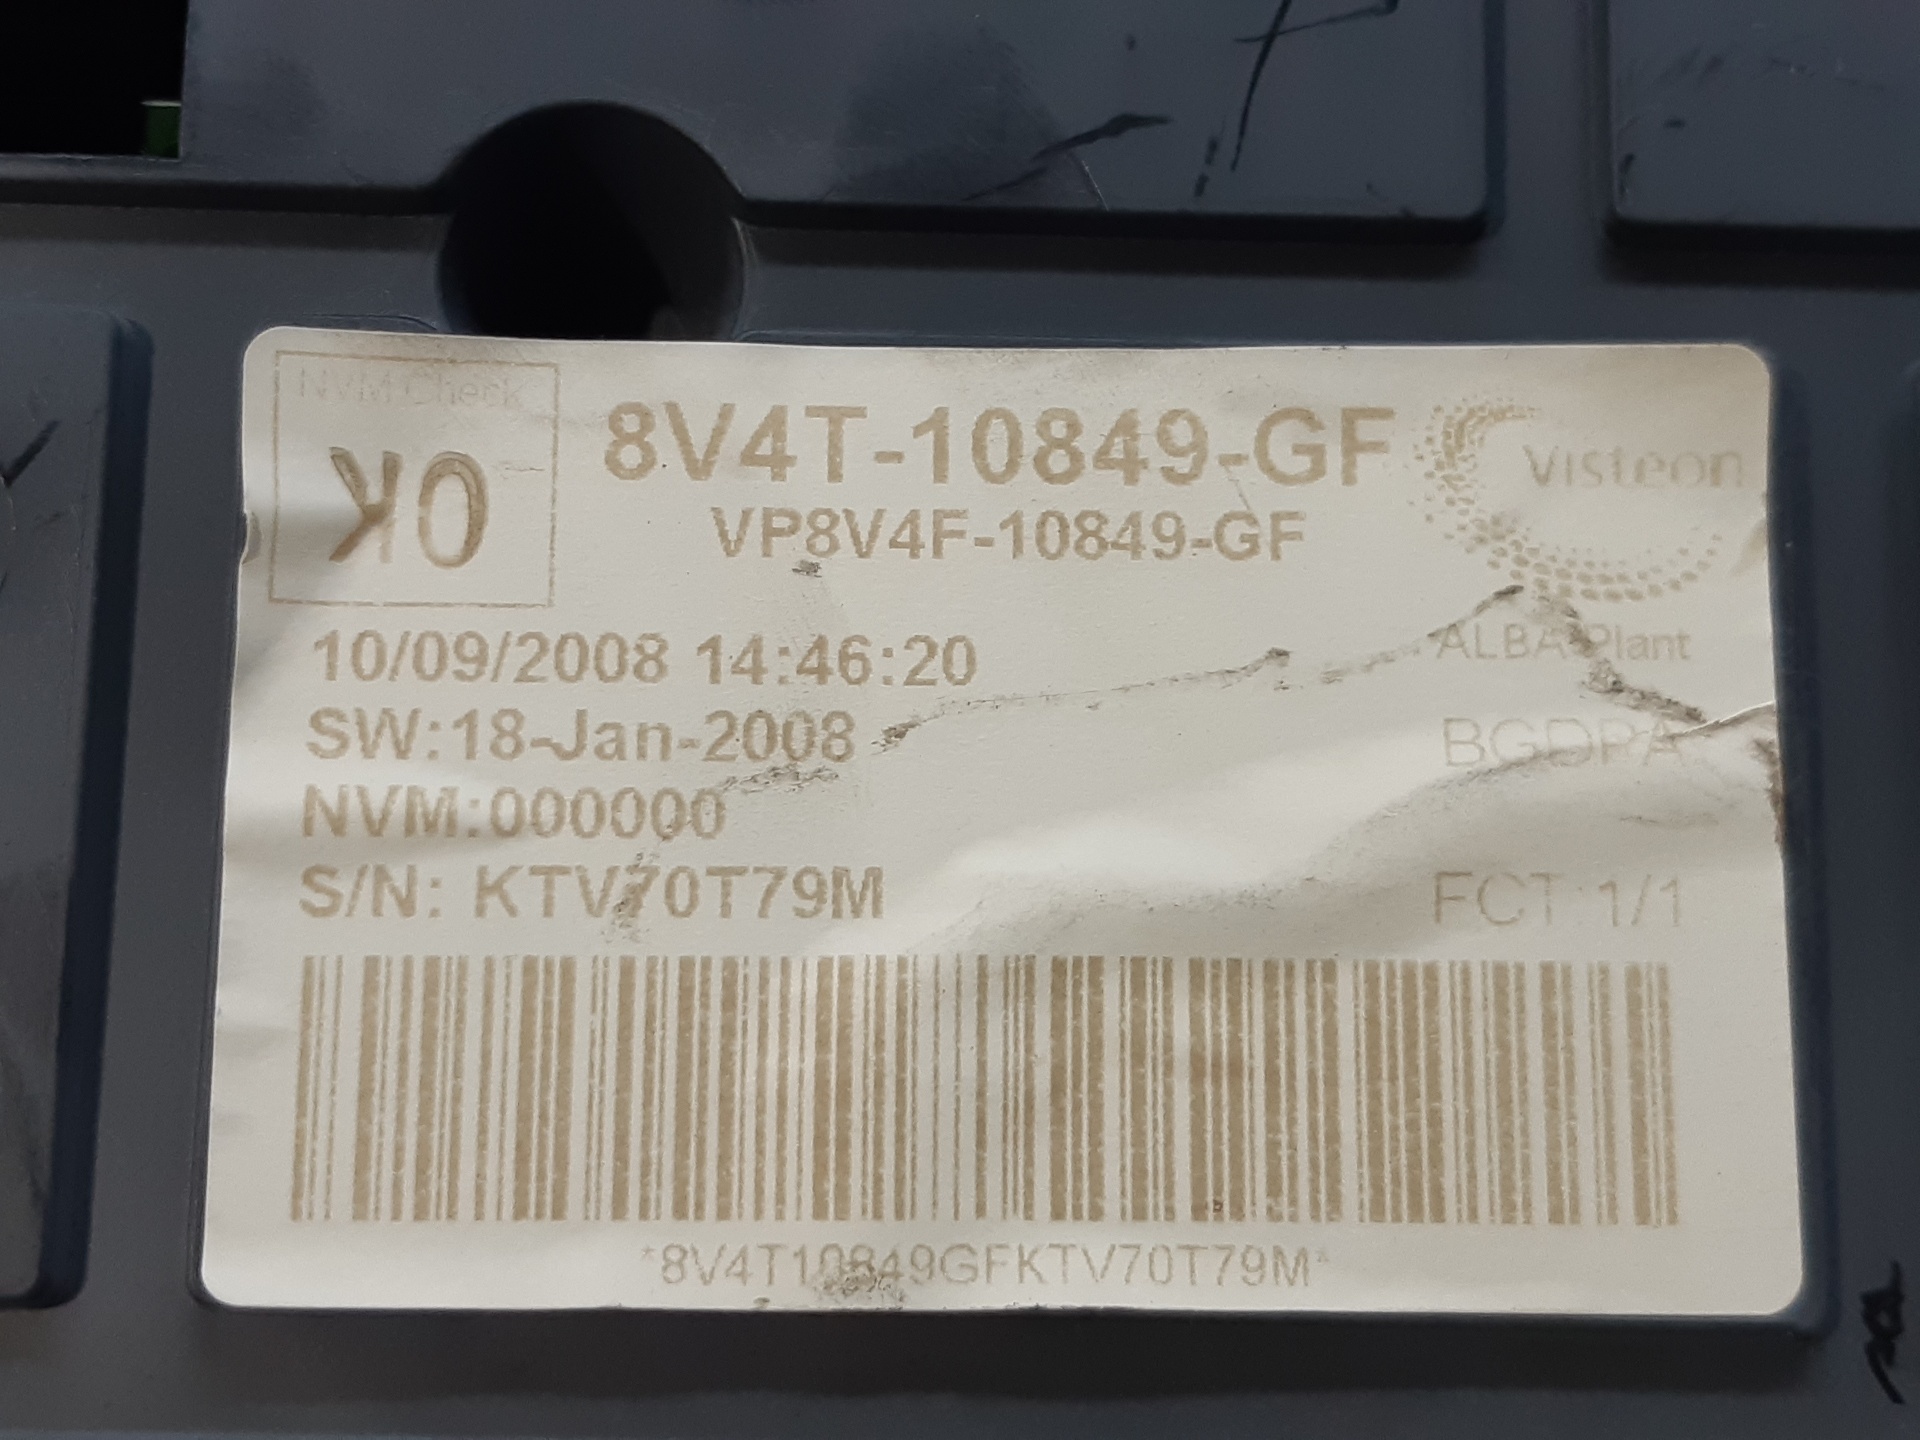 NVM Check
OK
8V4T-10849-GF
VP8V4F-10849-GF
Visteon
10/09/2008 14:46:20
ALBA Plant
SW:18-Jan-2008
BGDPA
NVM:000000
S/N: KTV70T79M
FCT 1/1
*8V4T10849GFKTV70T79M*